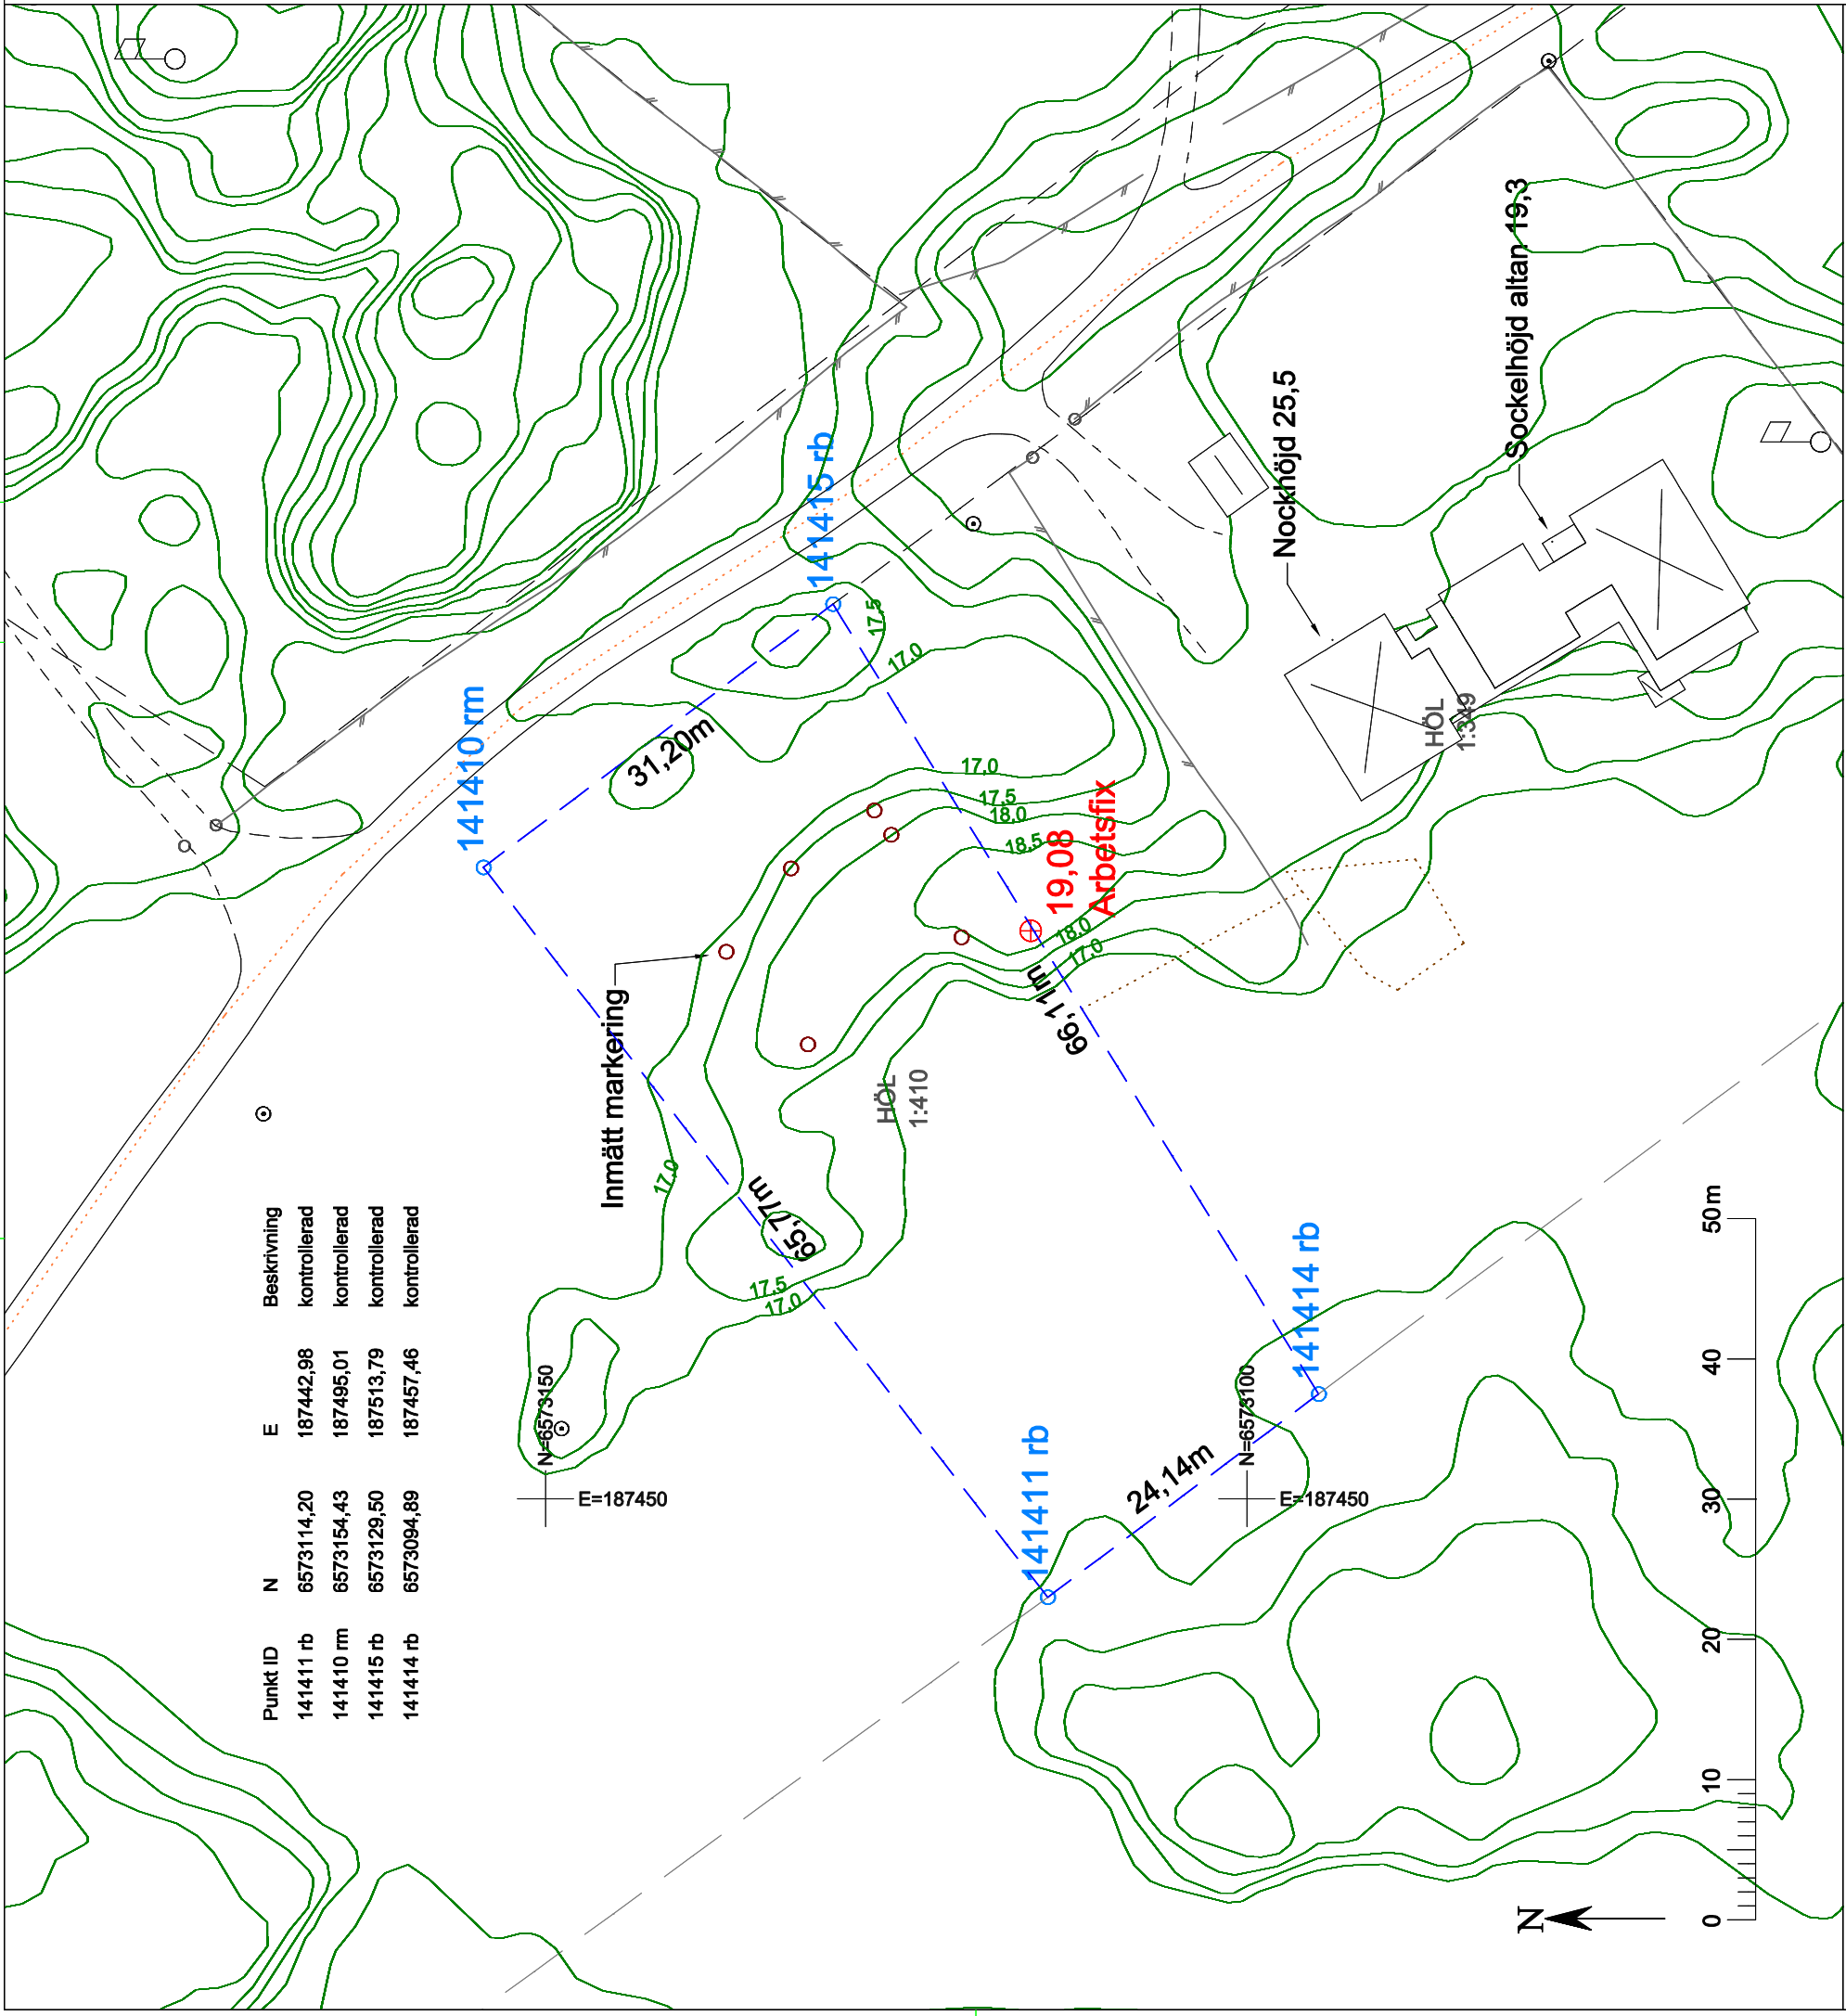 Punkt ID N E Beskrivning
141411 rb 6573114,20 187442,98 kontrollerad
141410 rm 6573154,43 187495,01 kontrollerad
141415 rb 6573129,50 187513,79 kontrollerad
141414 rb 6573094,89 187457,46 kontrollerad
141410 rm
31,20m
141415 rb
17,5
17,0
17,0
17,5
18,0
18,5
19,08
Arbetsfix
18,0
17,0
66,11m
Inmätt markering
17,0
65,77m
17,5
17,0
HÖL
1:410
N=6573150
E=187450
141411 rb
24,14m
N=6573100
E=187450
141414 rb
Nockhöjd 25,5
Sockelhöjd altan 19,3
HÖL
1:349
N
0 10 20 30 40 50m